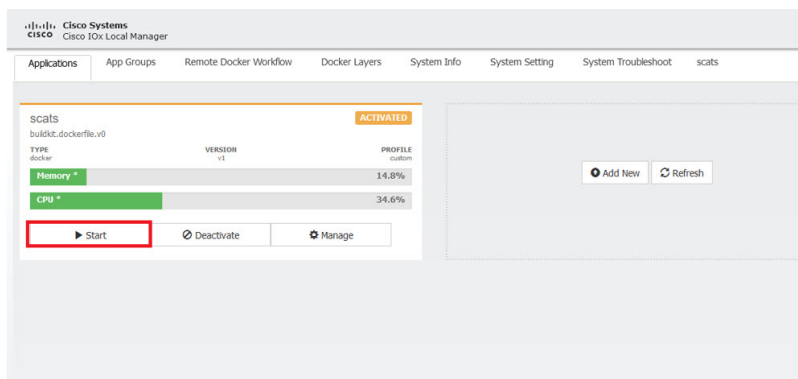 Cisco Systems
CISCO Cisco IOx Local Manager
Applications App Groups Remote Docker Workflow Docker Layers System Info System Setting System Troubleshoot scats
scats ACTIVATED
buildkit.dockerfile.v0
TYPE VERSION PROFILE
docker v1 custom
Memory * 14.8%
CPU * 34.6%
Start Deactivate Manage
Add New Refresh